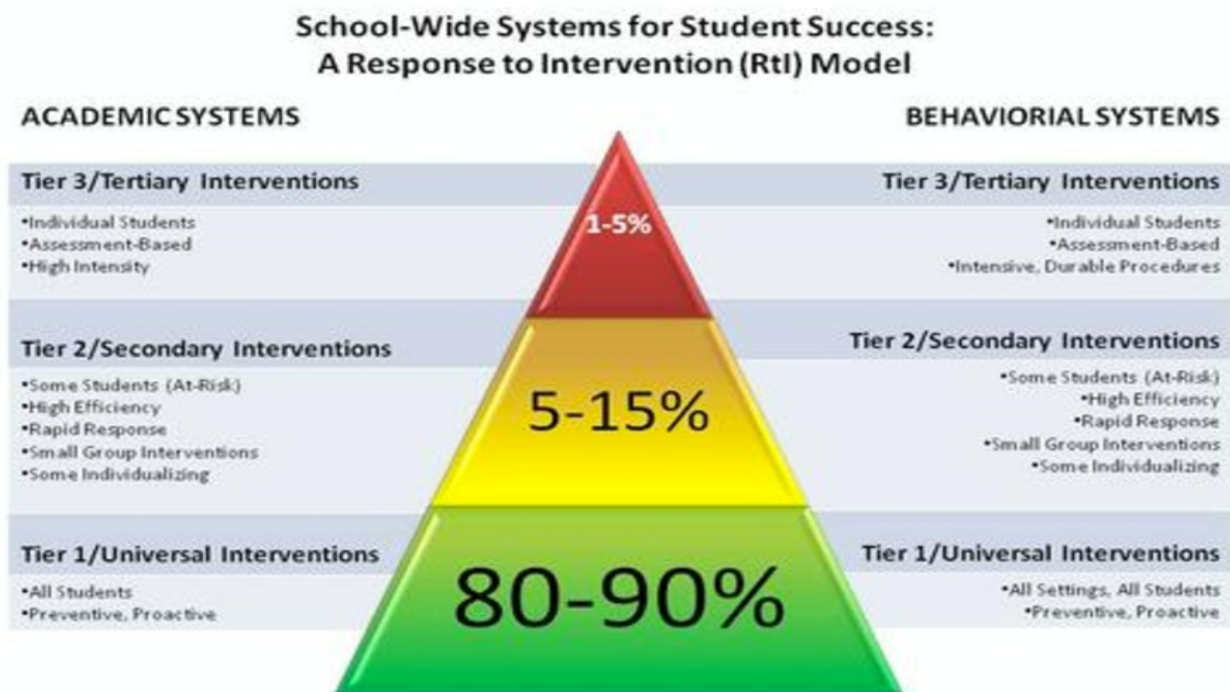 School-Wide Systems for Student Success:
A Response to Intervention (RtI) Model
ACADEMIC SYSTEMS
Tier 3/Tertiary Interventions
•Individual Students
•Assessment-Based
•High Intensity
Tier 2/Secondary Interventions
•Some Students (At-Risk)
•High Efficiency
•Rapid Response
•Small Group Interventions
•Some Individualizing
Tier 1/Universal Interventions
•All Students
•Preventive, Proactive
1-5%
5-15%
80-90%
BEHAVIORIAL SYSTEMS
Tier 3/Tertiary Interventions
•Individual Students
•Assessment-Based
•Intensive, Durable Procedures
Tier 2/Secondary Interventions
•Some Students (At-Risk)
•High Efficiency
•Rapid Response
•Small Group Interventions
•Some Individualizing
Tier 1/Universal Interventions
•All Settings, All Students
•Preventive, Proactive